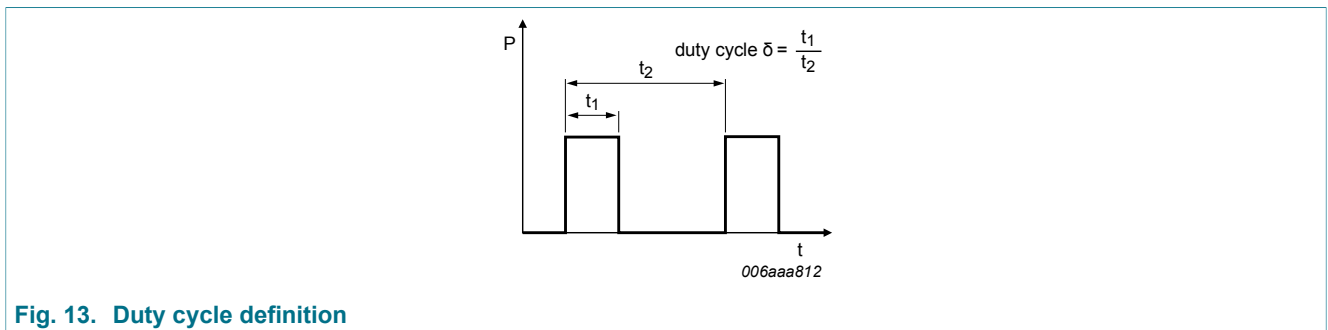 P
duty cycle δ = t1/t2
t2
t1
t
006aaa812
Fig. 13. Duty cycle definition